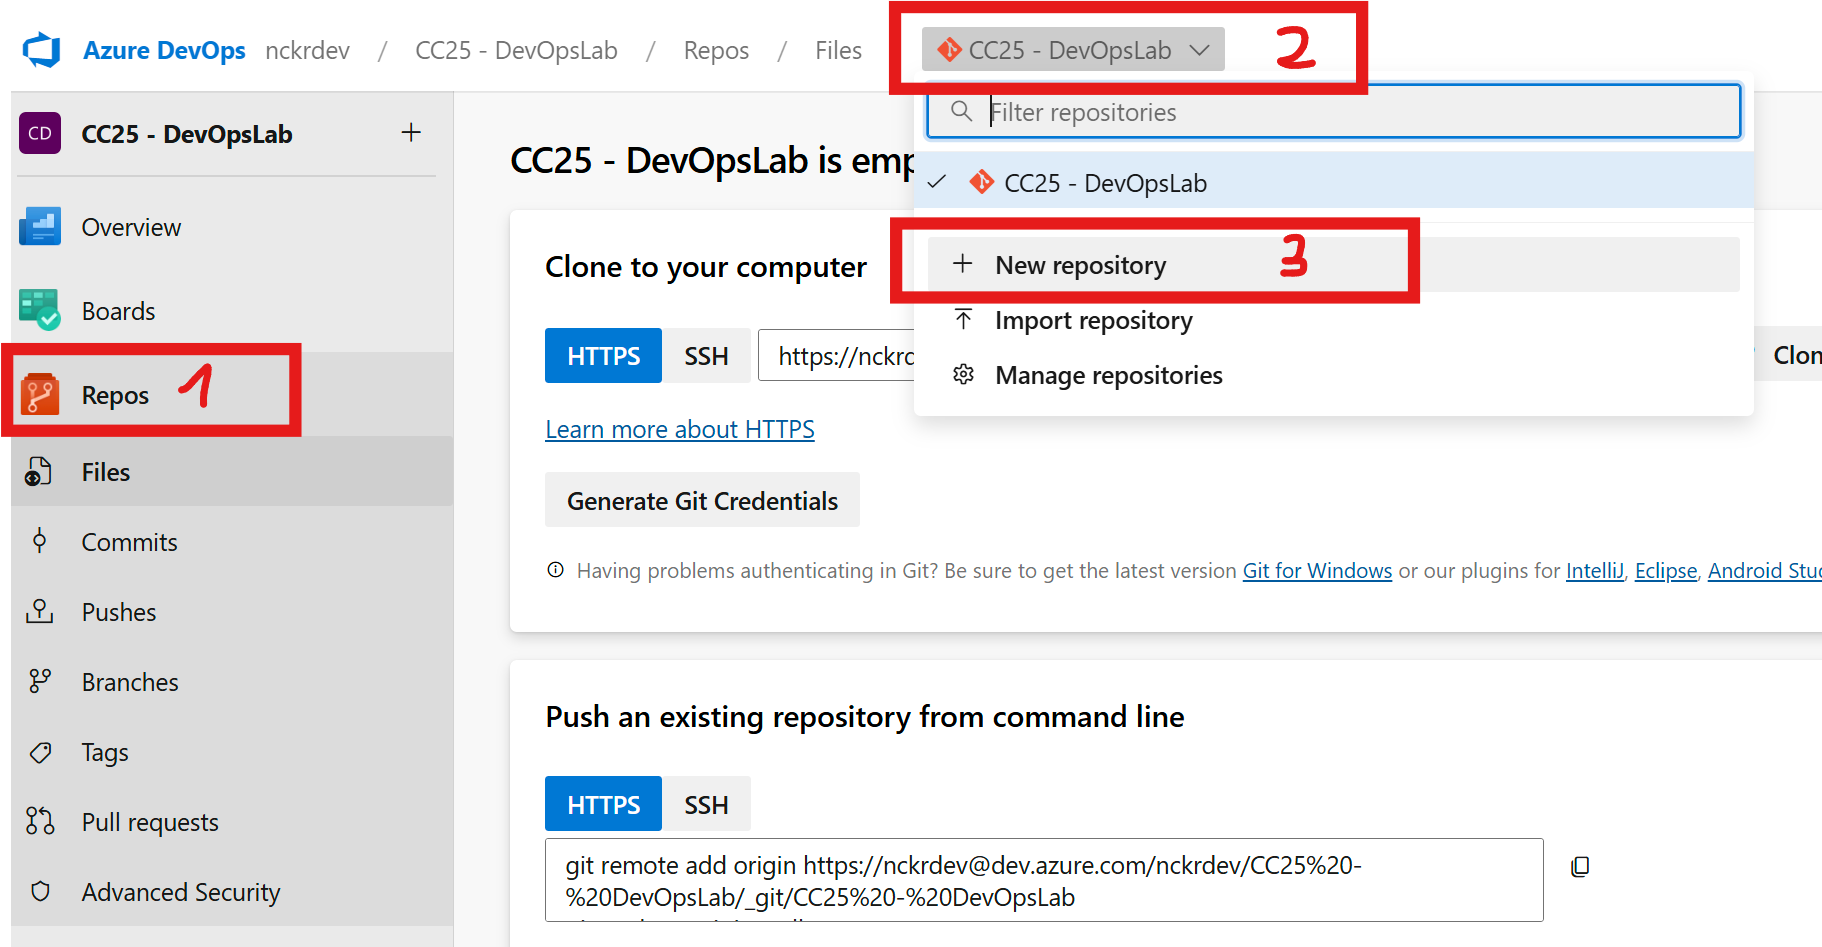 Azure DevOps nckrdev / CC25 - DevOpsLab / Repos / Files CC25 - DevOpsLab 2
CD CC25 - DevOpsLab +
Filter repositories
CC25 - DevOpsLab is emp
CC25 - DevOpsLab
Overview
Clone to your computer
New repository 3
Boards
Import repository
HTTPS SSH https://nckrd Clon
Manage repositories
Repos 1
Learn more about HTTPS
Files
Generate Git Credentials
Commits
Having problems authenticating in Git? Be sure to get the latest version Git for Windows or our plugins for IntelliJ, Eclipse, Android Stud
Pushes
Branches
Push an existing repository from command line
Tags
HTTPS SSH
Pull requests
git remote add origin https://nckrdev@dev.azure.com/nckrdev/CC25%20-
%20DevOpsLab/_git/CC25%20-%20DevOpsLab
Advanced Security